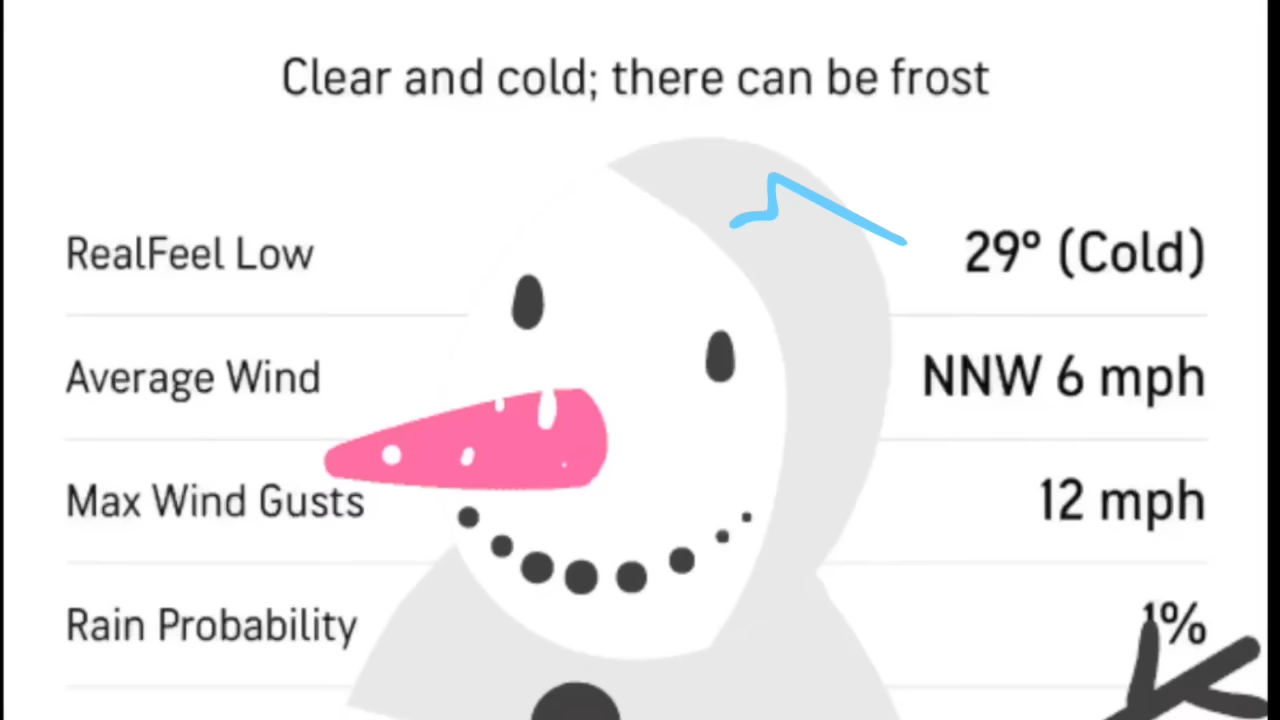 Clear and cold; there can be frost
RealFeel Low 29° (Cold)
Average Wind NNW 6 mph
Max Wind Gusts 12 mph
Rain Probability 1%